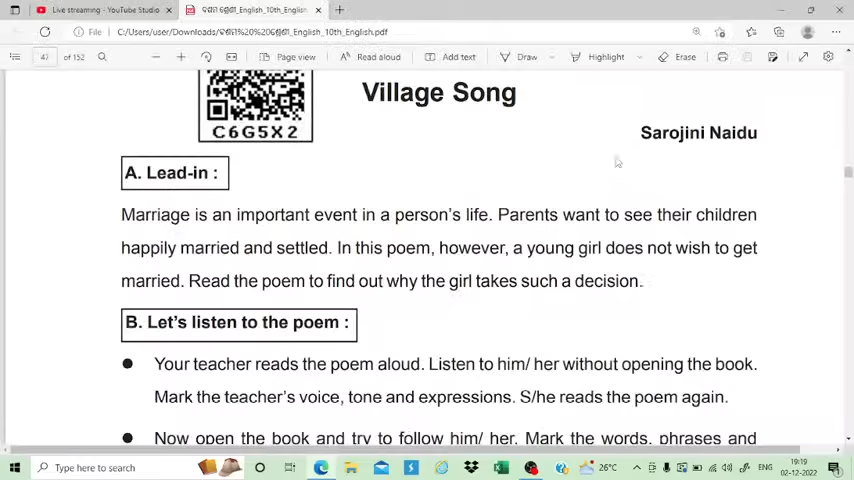 Live streaming - YouTube Studio
ଦଶମ ଶ୍ରେଣୀ_English_10th_English
File
C:/Users/user/Downloads/
_English_10th_English.pdf
47 of 152
Page view
Read aloud
Add text
Draw
Highlight
Erase
C6G5X2
Village Song
Sarojini Naidu
A. Lead-in :
Marriage is an important event in a person's life. Parents want to see their children
happily married and settled. In this poem, however, a young girl does not wish to get
married. Read the poem to find out why the girl takes such a decision.
B. Let's listen to the poem :
● Your teacher reads the poem aloud. Listen to him/ her without opening the book.
Mark the teacher's voice, tone and expressions. S/he reads the poem again.
● Now open the book and try to follow him/ her. Mark the words, phrases and
Type here to search
26°C
ENG
19:19
02-12-2022